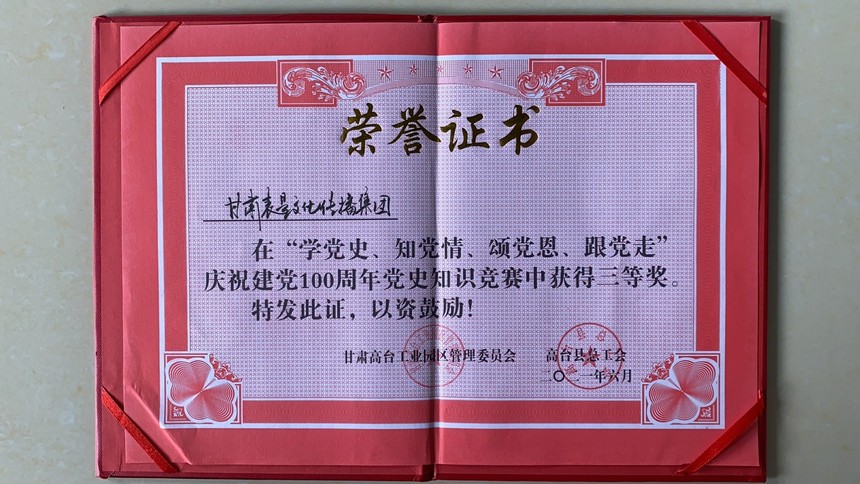 荣誉证书
甘肃表是文化传播集团
在“学党史、知党情、颂党恩、跟党走”
庆祝建党100周年党史知识竞赛中获得三等奖。
特发此证，以资鼓励！
甘肃高台工业园区管理委员会 高台县总工会
二〇二一年六月